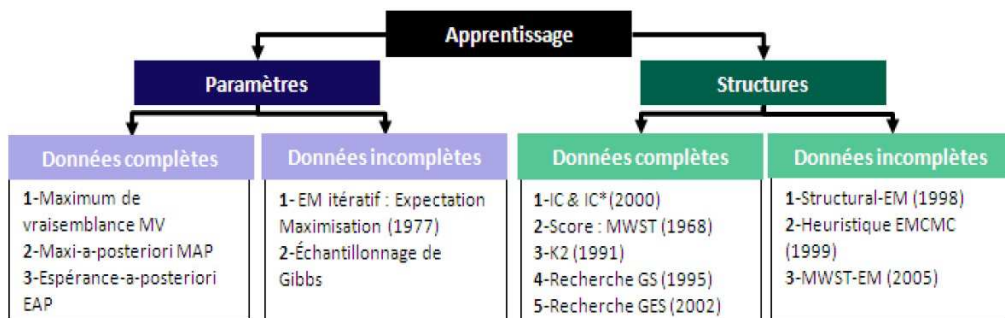 Apprentissage
Paramètres
Structures
Données complètes
1-Maximum de
vraisemblance MV
2-Maxi-a-posteriori MAP
3-Espérance-a-posteriori
EAP
Données incomplètes
1- EM itératif : Expectation
Maximisation (1977)
2-Échantillonnage de
Gibbs
Données complètes
1-IC & IC*(2000)
2-Score : MWST (1968)
3-K2 (1991)
4-Recherche GS (1995)
5-Recherche GES (2002)
Données incomplètes
1-Structural-EM (1998)
2-Heuristique EMCMC
(1999)
3-MWST-EM (2005)